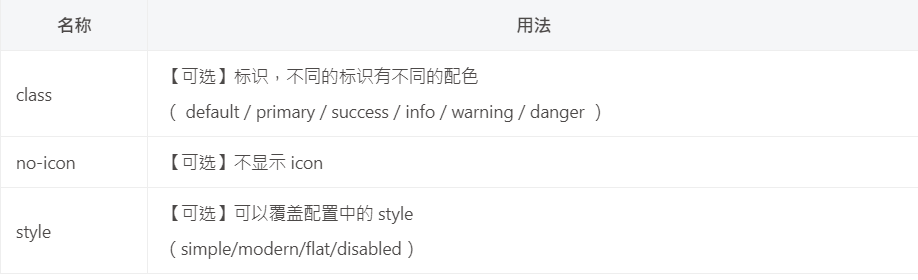 名称 用法
class 【可选】标识，不同的标识有不同的配色
（ default / primary / success / info / warning / danger ）
no-icon 【可选】不显示 icon
style 【可选】可以覆盖配置中的 style
（simple/modern/flat/disabled）